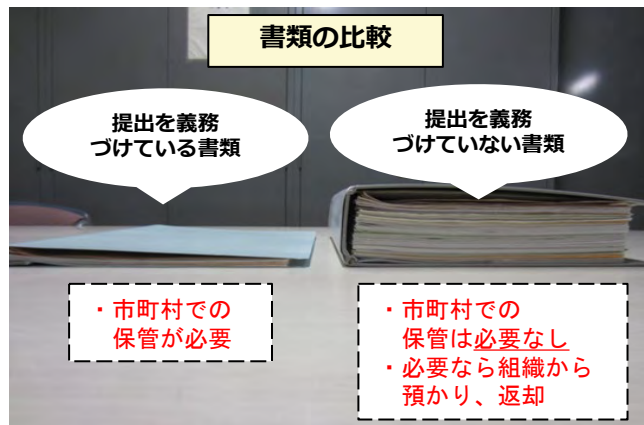 書類の比較
提出を義務
づけている書類
提出を義務
づけていない書類
・市町村での
保管が必要
・市町村での
保管は必要なし
・必要なら組織から
預かり、返却